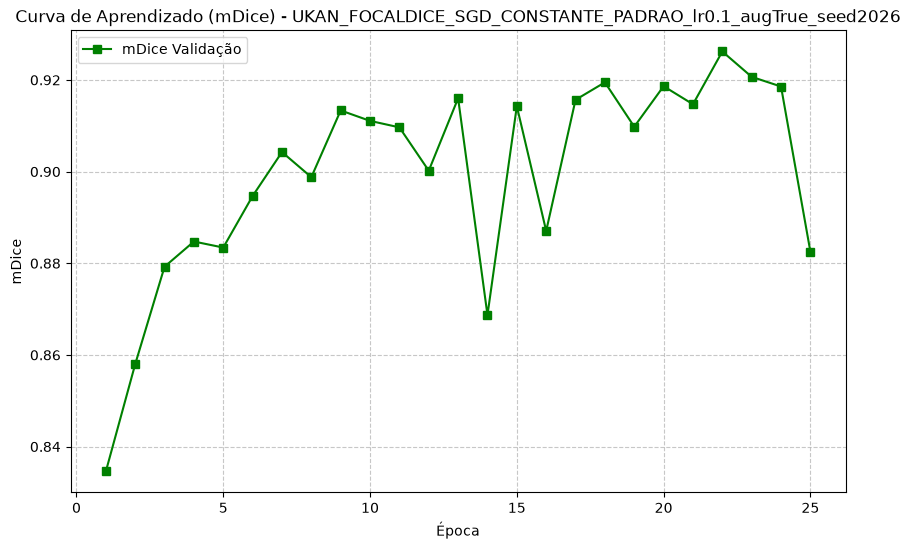 Curva de Aprendizado (mDice) - UKAN_FOCALDICE_SGD_CONSTANTE_PADRAO_lr0.1_augTrue_seed2026
mDice Validação
0.92
0.90
0.88
0.86
0.84
mDice
0 5 10 15 20 25
Época